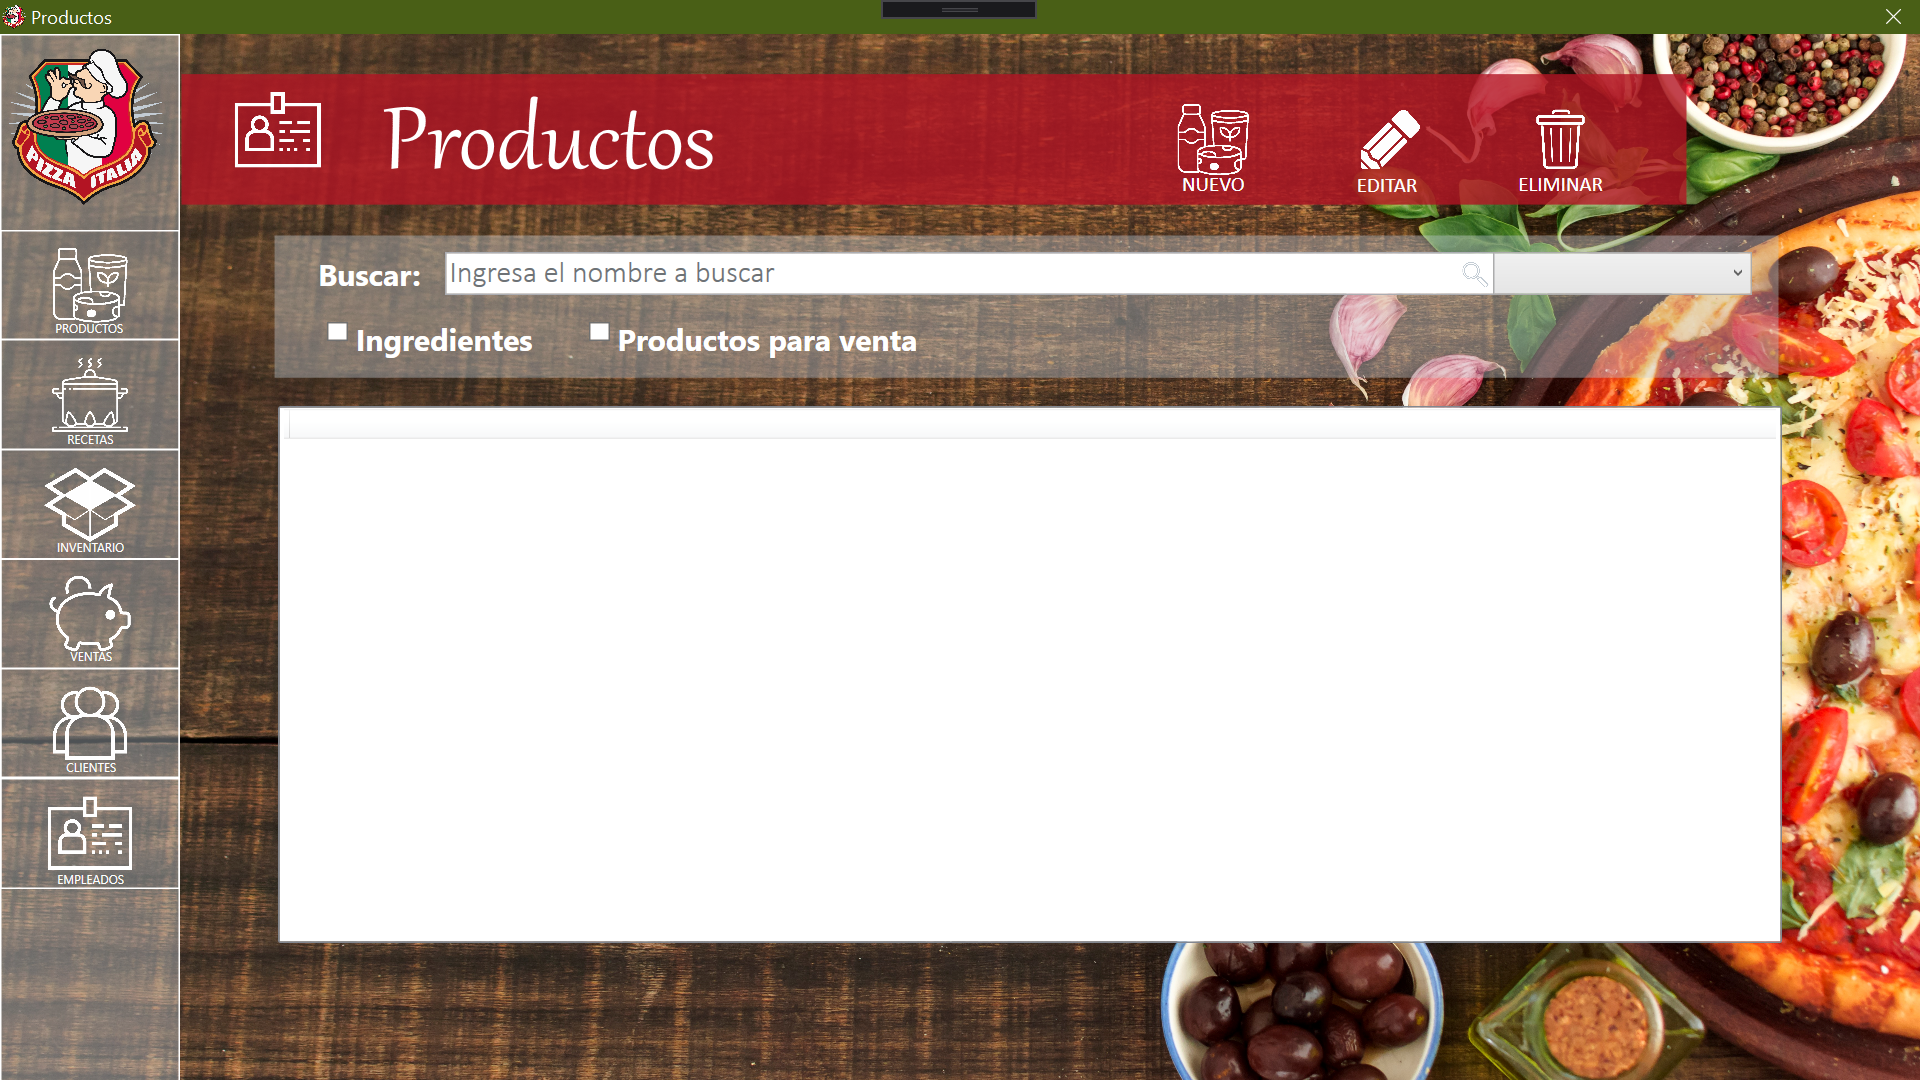 Productos
PIZZA ITALIA
Productos
NUEVO
EDITAR
ELIMINAR
Buscar:
Ingresa el nombre a buscar
Ingredientes
Productos para venta
PRODUCTOS
RECETAS
INVENTARIO
VENTAS
CLIENTES
EMPLEADOS